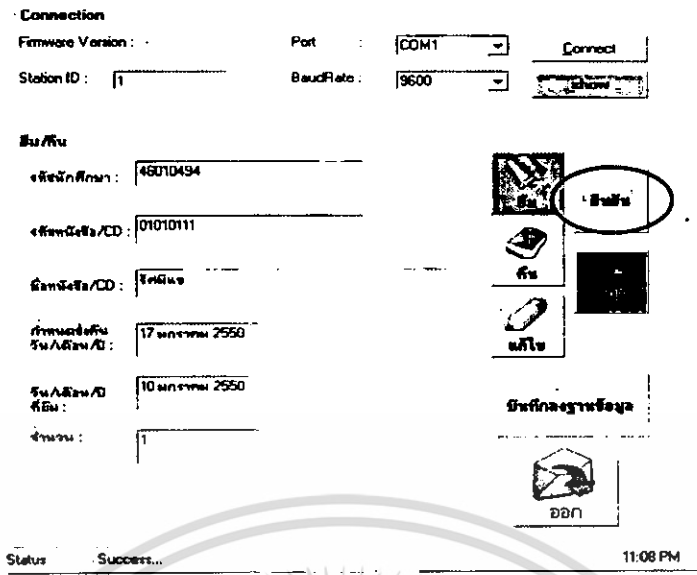 Connection
Firmware Version : Port : COM1 Connect
Station ID : 1 BaudRate : 9600 Show
ยืม/คืน
รหัสนักศึกษา : 46010494
ยืม ยืนยัน
รหัสหนังสือ/CD : 01010111
คืน
ชื่อหนังสือ/CD :
กำหนดส่งคืน
วัน/เดือน/ปี : 17 มกราคม 2550
แก้ไข
วัน/เดือน/ปี
ที่ยืม : 10 มกราคม 2550
บันทึกลงฐานข้อมูล
จำนวน : 1
ออก
Status Success... 11:08 PM